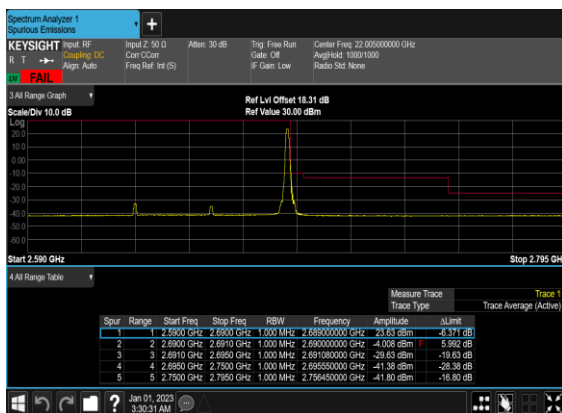 Spectrum Analyzer 1
Spurious Emissions
+
KEYSIGHT Input: RF Input Z: 50 Ω Atten: 30 dB Trig: Free Run Center Freq: 22.005000000 GHz
R T Coupling: DC Corr CCorr Gate: Off Avg|Hold: 1000/1000
Align: Auto Freq Ref: Int (S) IF Gain: Low Radio Std: None
FAIL
3 All Range Graph
Ref Lvl Offset 18.31 dB
Scale/Div 10.0 dB Ref Value 30.00 dBm
Log
20.0
10.0
0.00
-10.0
-20.0
-30.0
-40.0
-50.0
-60.0
Start 2.590 GHz Stop 2.795 GH
4 All Range Table
Measure Trace Trace 1
Trace Type Trace Average (Active)
Spur Range Start Freq Stop Freq RBW Frequency Amplitude ΔLimit
1 1 2.5900 GHz 2.6900 GHz 1.000 MHz 2.689000000 GHz 23.63 dBm -6.371 dB
2 2 2.6900 GHz 2.6910 GHz 1.000 MHz 2.690000000 GHz -4.008 dBm F 5.992 dB
3 3 2.6910 GHz 2.6950 GHz 1.000 MHz 2.691080000 GHz -29.63 dBm -19.63 dB
4 4 2.6950 GHz 2.7500 GHz 1.000 MHz 2.695550000 GHz -41.38 dBm -28.38 dB
5 5 2.7500 GHz 2.7950 GHz 1.000 MHz 2.756450000 GHz -41.80 dBm -16.80 dB
? Jan 01, 2023
3:30:31 AM